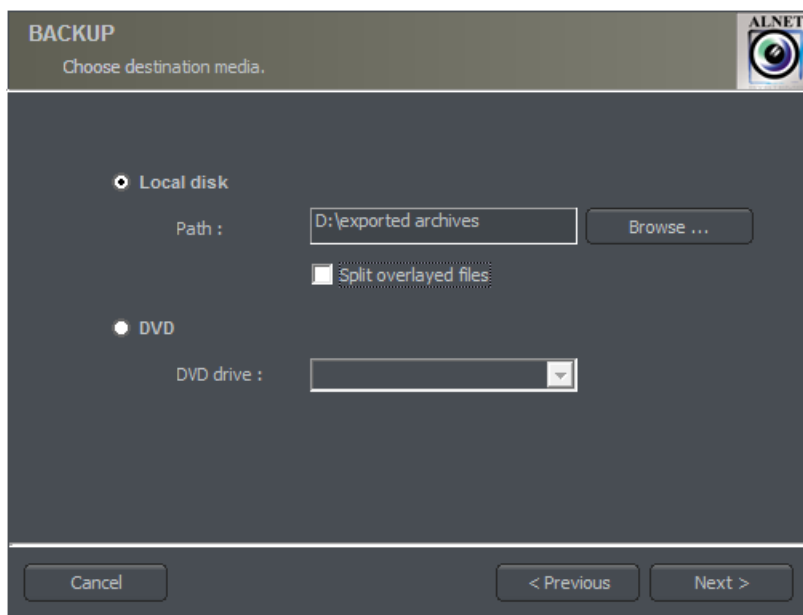 BACKUP
Choose destination media.
ALNET
Local disk
Path :
D:\exported archives
Browse ...
Split overlayed files
DVD
DVD drive :
Cancel
< Previous
Next >